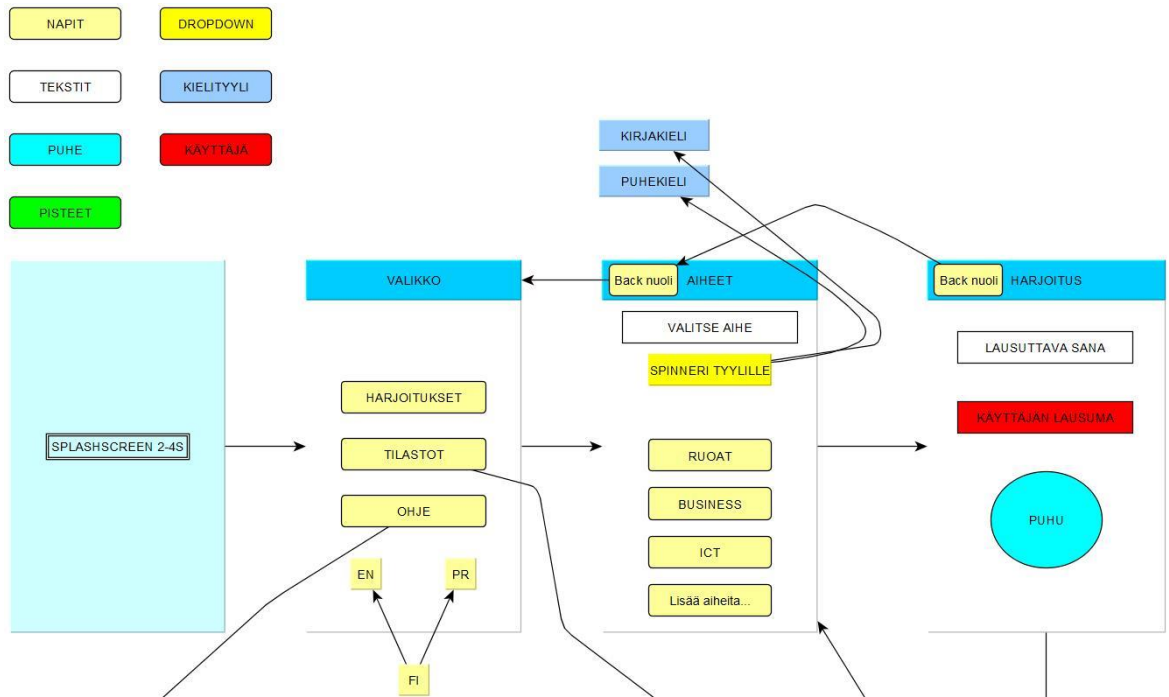 NAPIT
DROPDOWN
TEKSTIT
KIELITYYLI
PUHE
KÄYTTÄJÄ
PISTEET
KIRJAKIELI
PUHEKIELI
SPLASHSCREEN 2-4S
VALIKKO
HARJOITUKSET
TILASTOT
OHJE
EN
PR
FI
Back nuoli
AIHEET
VALITSE AIHE
SPINNERI TYYLILLE
RUOAT
BUSINESS
ICT
Lisää aiheita...
Back nuoli
HARJOITUS
LAUSUTTAVA SANA
KÄYTTÄJÄN LAUSUMA
PUHU